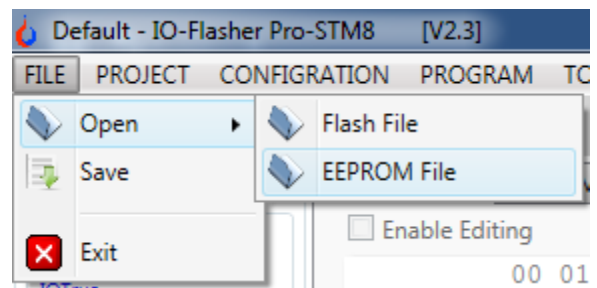 Default - IO-Flasher Pro-STM8 [V2.3]
FILE PROJECT CONFIGRATION PROGRAM
Open Flash File
Save EEPROM File
Enable Editing
Exit
00 01